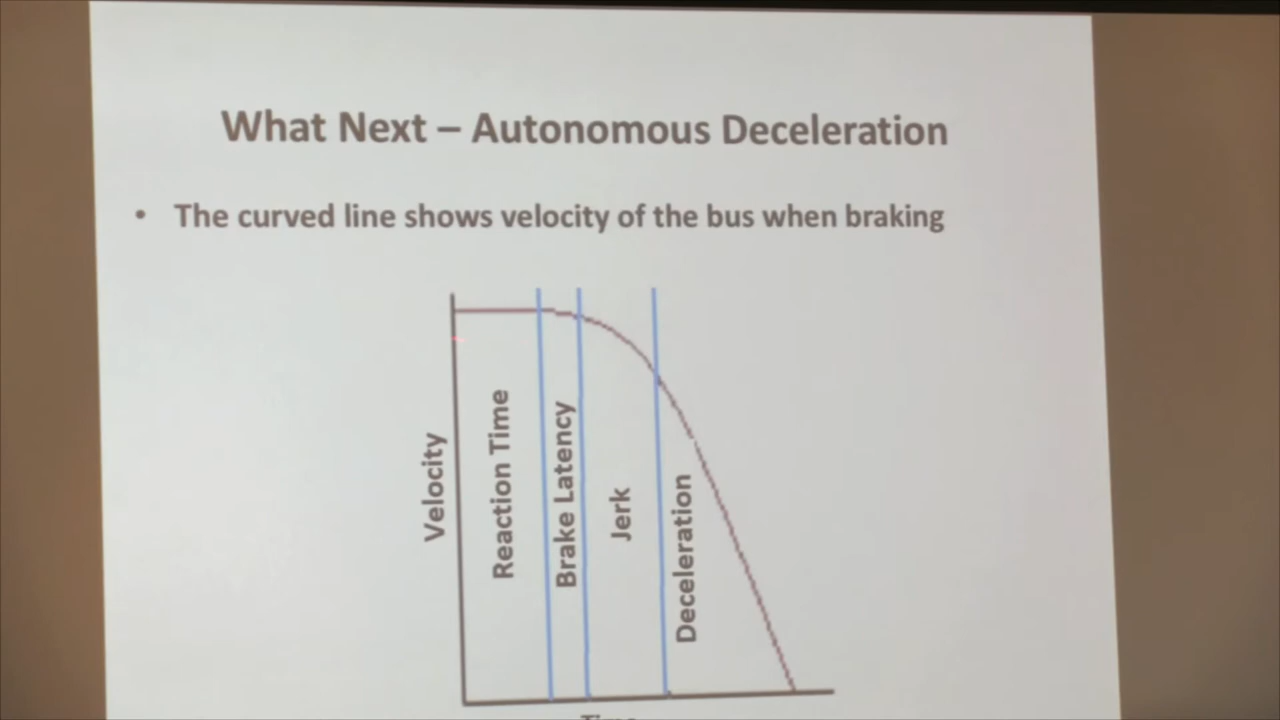 What Next – Autonomous Deceleration
• The curved line shows velocity of the bus when braking
Velocity
Reaction Time
Brake Latency
Jerk
Deceleration